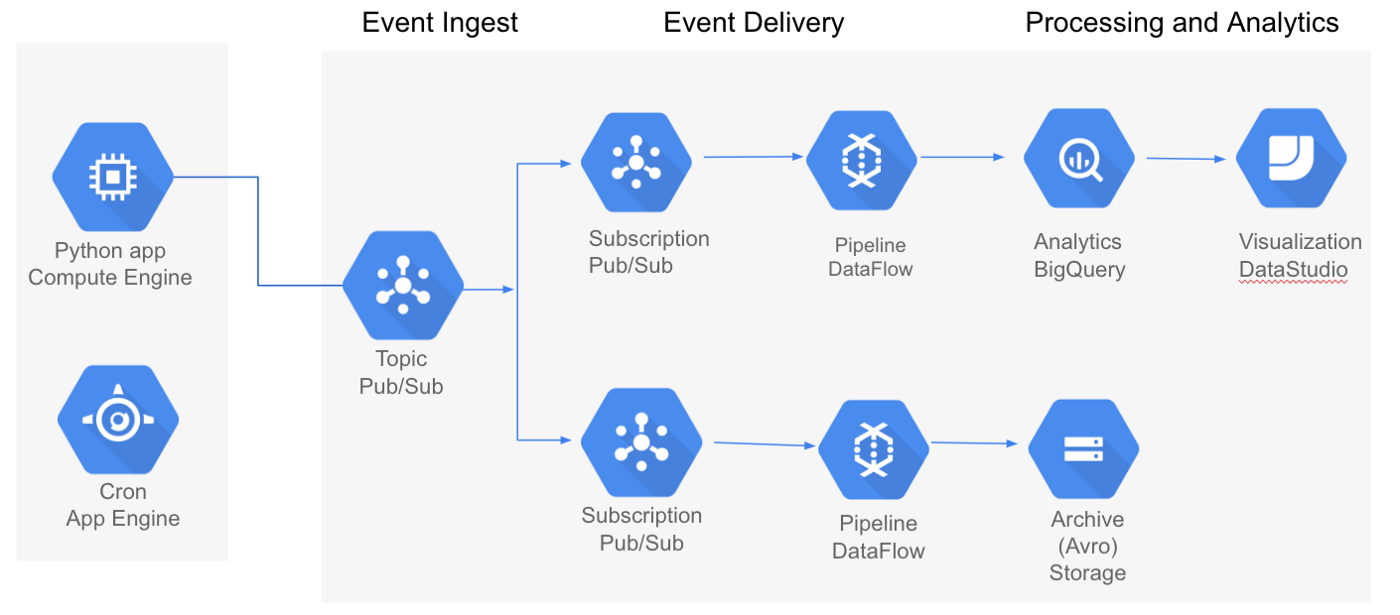 Event Ingest
Event Delivery
Processing and Analytics
Python app
Compute Engine
Cron
App Engine
Topic
Pub/Sub
Subscription
Pub/Sub
Pipeline
DataFlow
Analytics
BigQuery
Visualization
DataStudio
Subscription
Pub/Sub
Pipeline
DataFlow
Archive
(Avro)
Storage